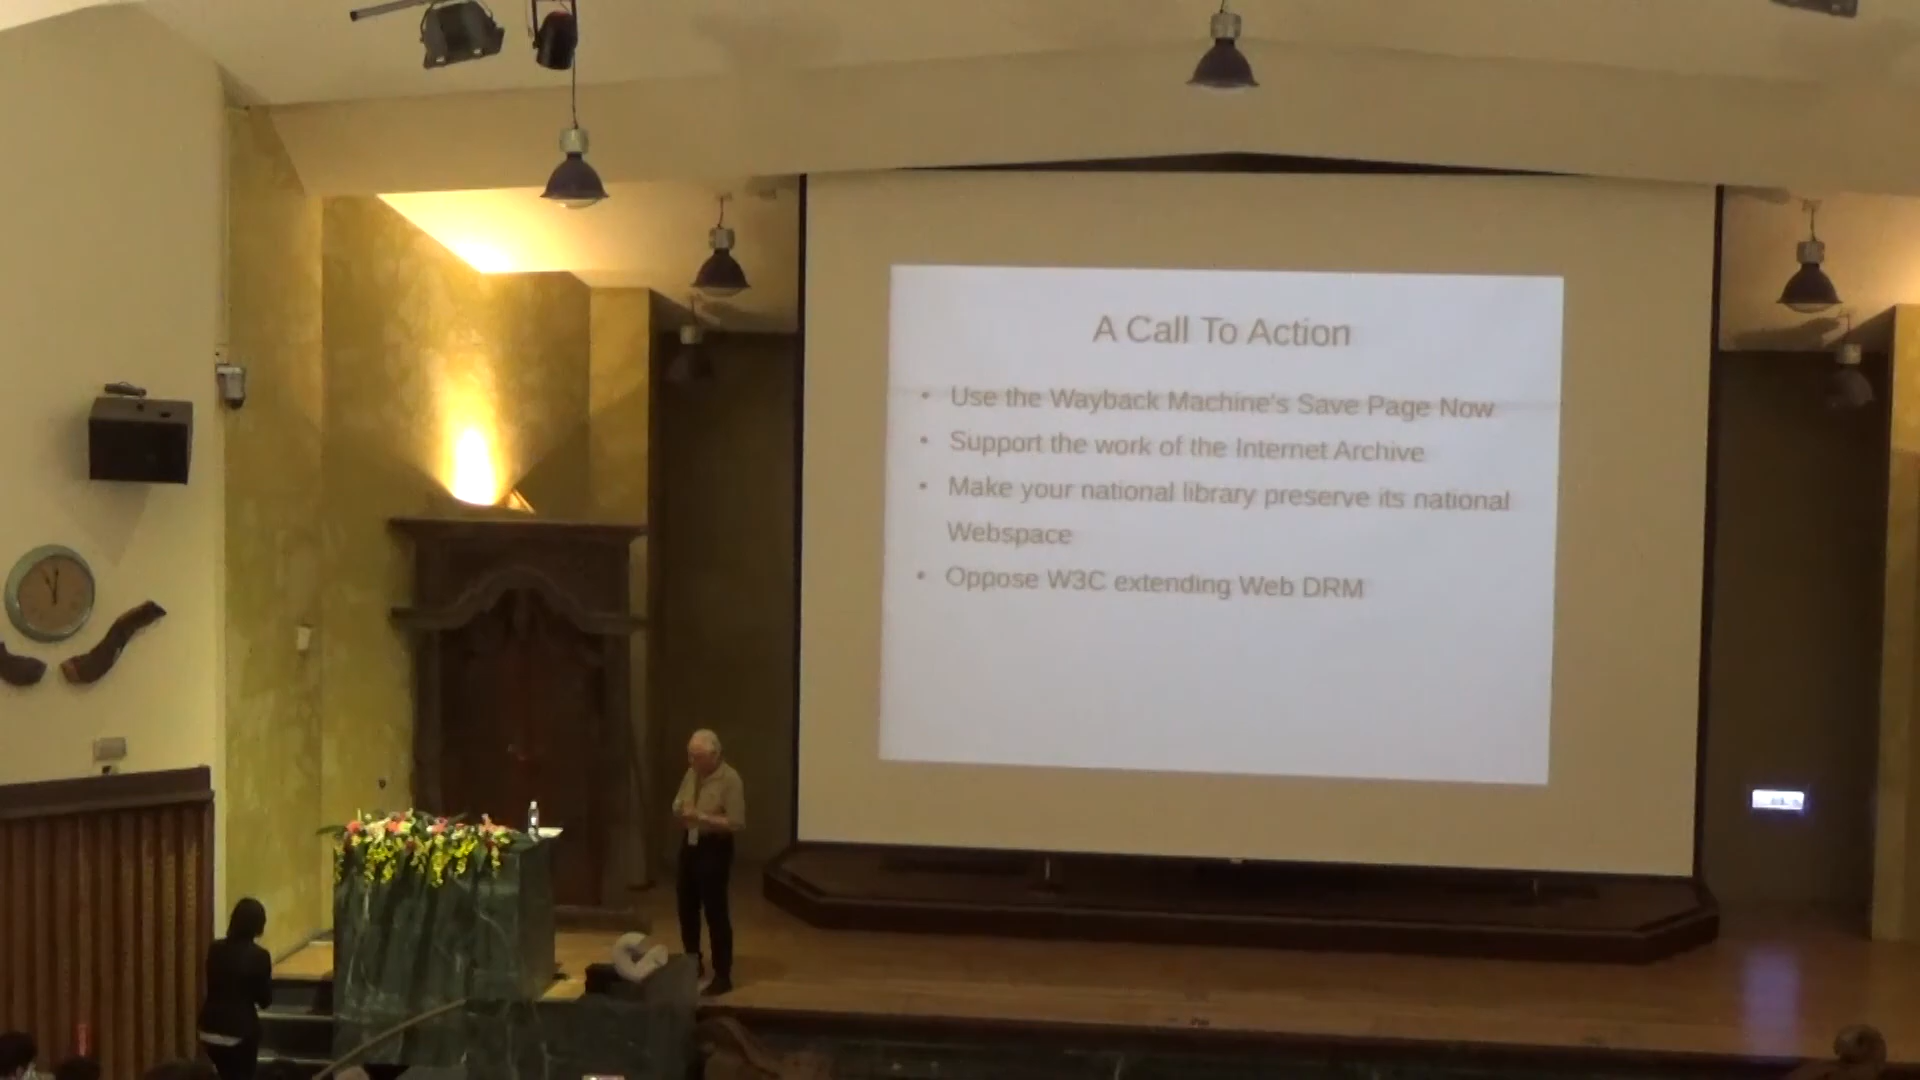 A Call To Action
• Use the Wayback Machine's Save Page Now
• Support the work of the Internet Archive
• Make your national library preserve its national
Webspace
• Oppose W3C extending Web DRM